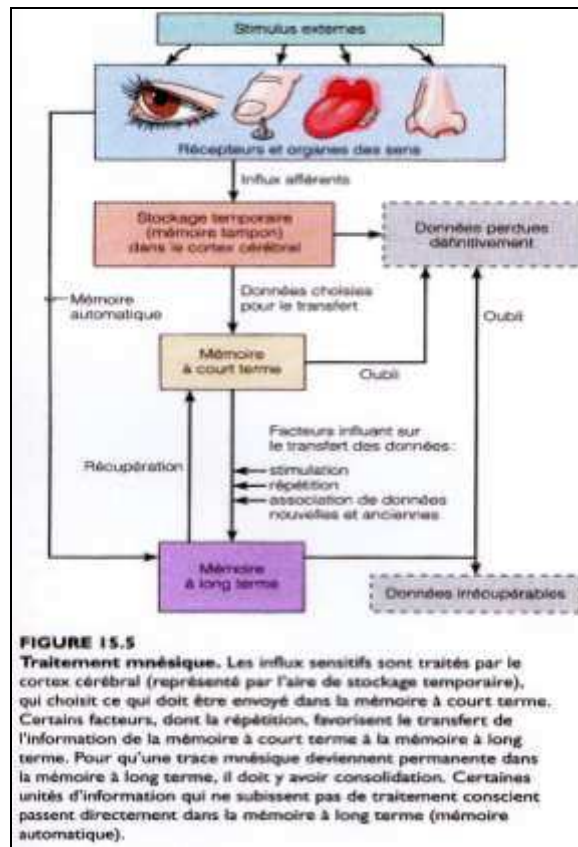 Stimulus externes
Récepteurs et organes des sens
Influx afférents
Stockage temporaire
(mémoire tampon)
dans le cortex cérébral
Données perdues
définitivement
Données choisies
pour le transfert
Mémoire
automatique
Oubli
Mémoire
à court terme
Oubli
Facteurs influant sur
le transfert des données :
stimulation
répétition
association de données
nouvelles et anciennes
Récupération
Mémoire
à long terme
Données irrécupérables
FIGURE 15.5
Traitement mnésique. Les influx sensitifs sont traités par le
cortex cérébral (représenté par l'aire de stockage temporaire),
qui choisit ce qui doit être envoyé dans la mémoire à court terme.
Certains facteurs, dont la répétition, favorisent le transfert de
l'information de la mémoire à court terme à la mémoire à long
terme. Pour qu'une trace mnésique deviennent permanente dans
la mémoire à long terme, il doit y avoir consolidation. Certaines
unités d'information qui ne subissent pas de traitement conscient
passent directement dans la mémoire à long terme (mémoire
automatique).